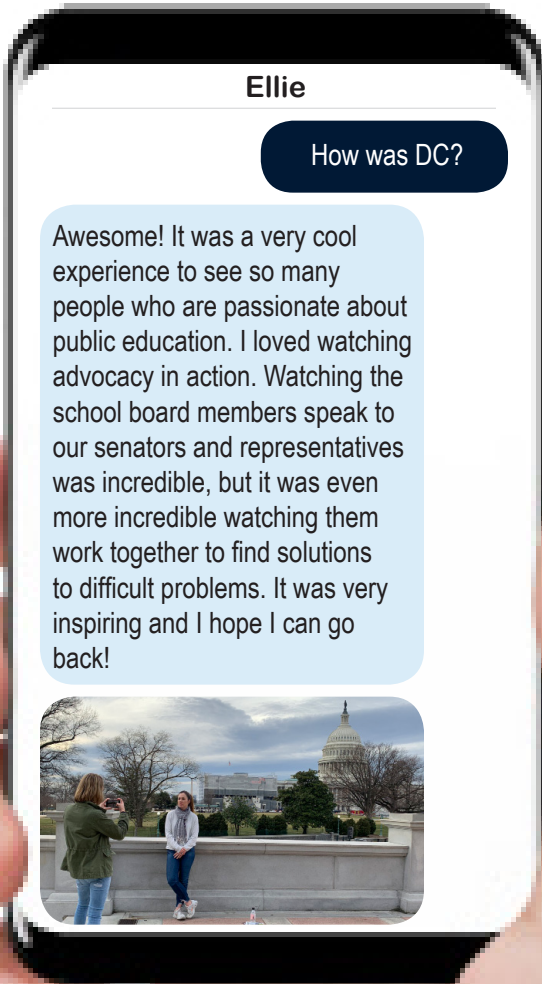 Ellie
How was DC?
Awesome! It was a very cool
experience to see so many
people who are passionate about
public education. I loved watching
advocacy in action. Watching the
school board members speak to
our senators and representatives
was incredible, but it was even
more incredible watching them
work together to find solutions
to difficult problems. It was very
inspiring and I hope I can go
back!